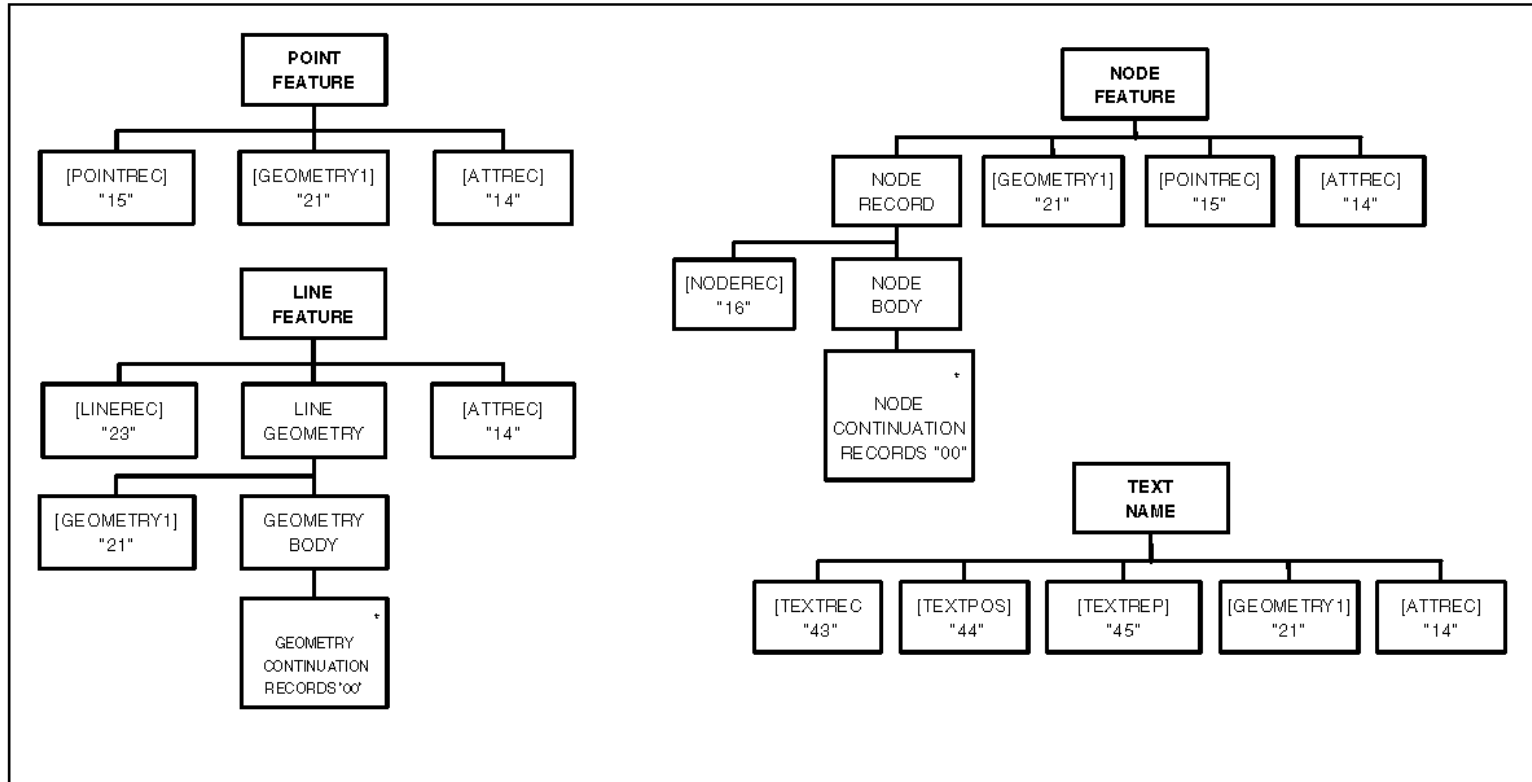 POINT
FEATURE
[POINTREC]
"15"
[GEOMETRY1]
"21"
[ATTREC]
"14"
LINE
FEATURE
[LINEREC]
"23"
LINE
GEOMETRY
[ATTREC]
"14"
[GEOMETRY1]
"21"
GEOMETRY
BODY
*
GEOMETRY
CONTINUATION
RECORDS"00"
NODE
FEATURE
NODE
RECORD
[GEOMETRY1]
"21"
[POINTREC]
"15"
[ATTREC]
"14"
[NODEREC]
"16"
NODE
BODY
*
NODE
CONTINUATION
RECORDS "00"
TEXT
NAME
[TEXTREC
"43"
[TEXTPOS]
"44"
[TEXTREP]
"45"
[GEOMETRY1]
"21"
[ATTREC]
"14"